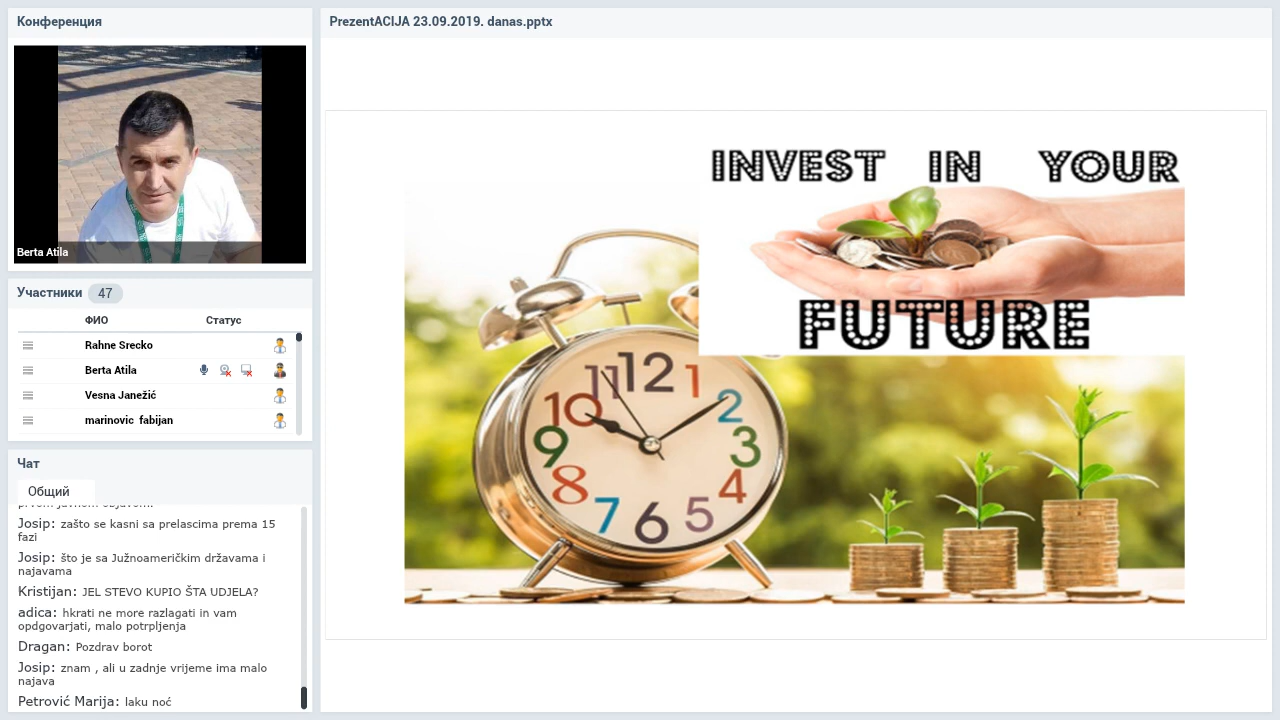 Конференция
Berta Atila
Участники 47
ФИО Статус
Rahne Srecko
Berta Atila
Vesna Janežić
marinovic fabijan
Чат
Общий
Josip: zašto se kasni sa prelascima prema 15
fazi
Josip: što je sa Južnoameričkim državama i
najavama
Kristijan: JEL STEVO KUPIO ŠTA UDJELA?
adica: hkrati ne more razlagati in vam
opdgovarjati, malo potrpljenja
Dragan: Pozdrav borot
Josip: znam , ali u zadnje vrijeme ima malo
najava
Petrović Marija: laku noć
PrezentACIJA 23.09.2019. danas.pptx
INVEST IN YOUR
FUTURE
12
1
2
3
4
5
6
7
8
9
10
11